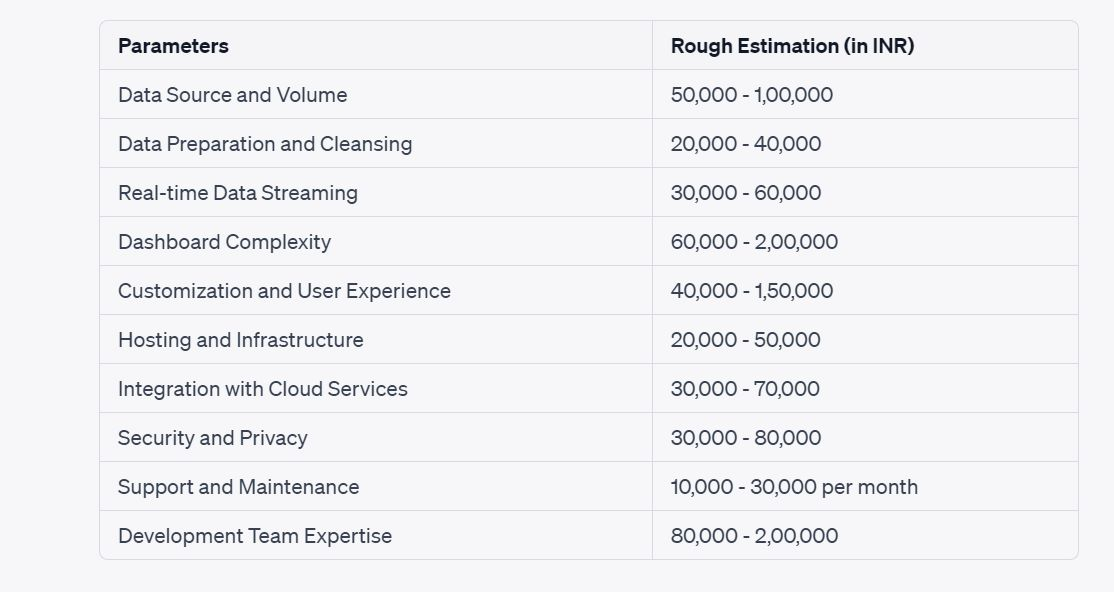 Parameters Rough Estimation (in INR)
Data Source and Volume 50,000 - 1,00,000
Data Preparation and Cleansing 20,000 - 40,000
Real-time Data Streaming 30,000 - 60,000
Dashboard Complexity 60,000 - 2,00,000
Customization and User Experience 40,000 - 1,50,000
Hosting and Infrastructure 20,000 - 50,000
Integration with Cloud Services 30,000 - 70,000
Security and Privacy 30,000 - 80,000
Support and Maintenance 10,000 - 30,000 per month
Development Team Expertise 80,000 - 2,00,000